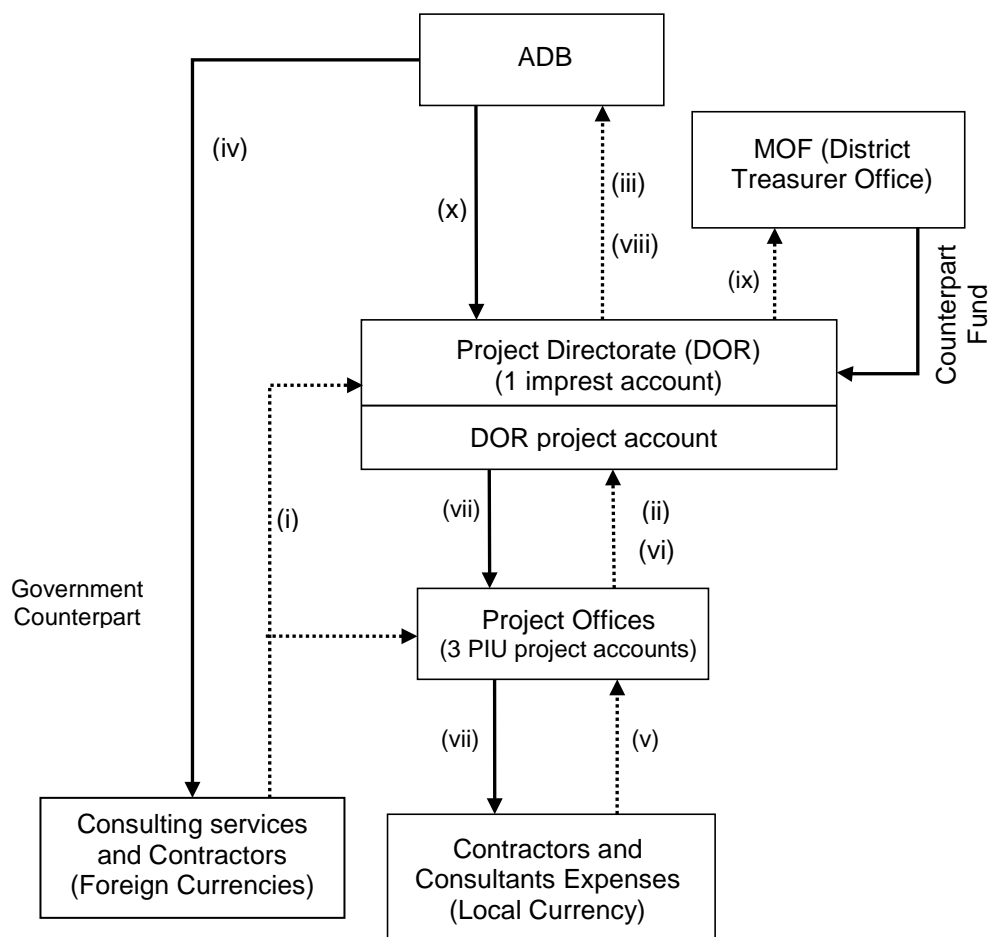 ADB
(iv)
MOF (District
Treasurer Office)
(x)
(iii)
(viii)
(ix)
Counterpart
Fund
Project Directorate (DOR)
(1 imprest account)
DOR project account
(i)
(vii)
(ii)
(vi)
Government
Counterpart
Project Offices
(3 PIU project accounts)
(vii)
(v)
Consulting services
and Contractors
(Foreign Currencies)
Contractors and
Consultants Expenses
(Local Currency)